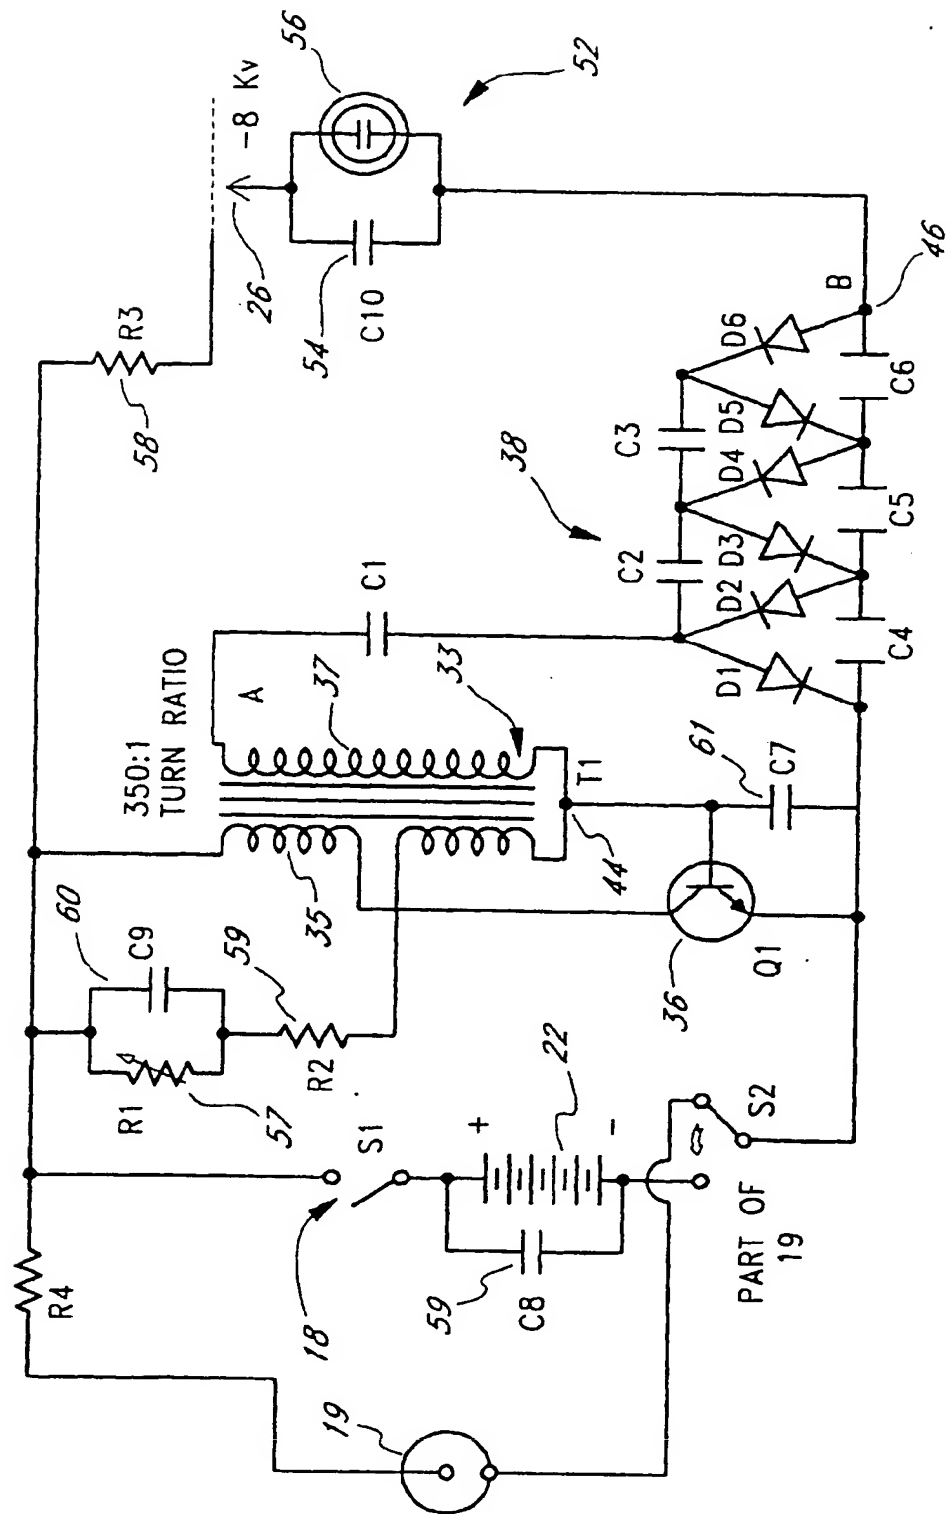 R4
19
18
S1
+
22
-
59
C8
PART OF
19
S2
R1
57
60
C9
59
R2
350:1
TURN RATIO
A
35
37
33
T1
44
36
Q1
61
C7
C1
58
R3
38
C2
C3
D1
D2
D3
D4
D5
D6
C4
C5
C6
B
46
26
-8 Kv
54
C10
56
52